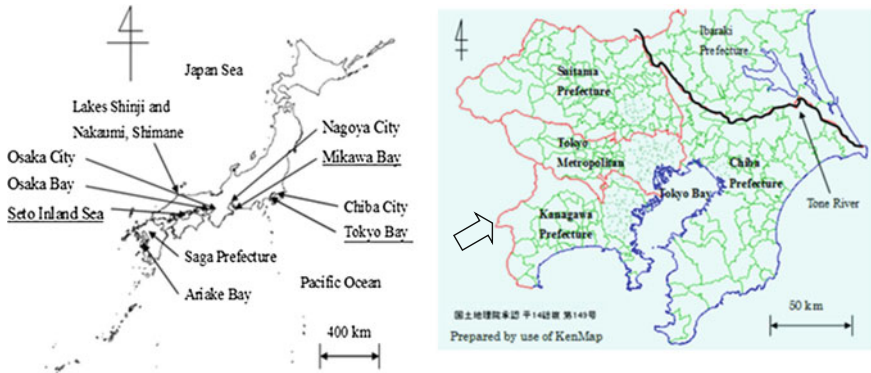 Japan Sea
Lakes Shinji and
Nakaumi, Shimane
Osaka City
Osaka Bay
Seto Inland Sea
Nagoya City
Mikawa Bay
Chiba City
Tokyo Bay
Saga Prefecture
Ariake Bay
Pacific Ocean
400 km
Ibaraki
Prefecture
Suitama
Prefecture
Tokyo
Metropolitan
Chiba
Prefecture
Tokyo Bay
Kanagawa
Prefecture
Tone River
50 km
国土地理院承認 平14総複 第149号
Prepared by use of KenMap